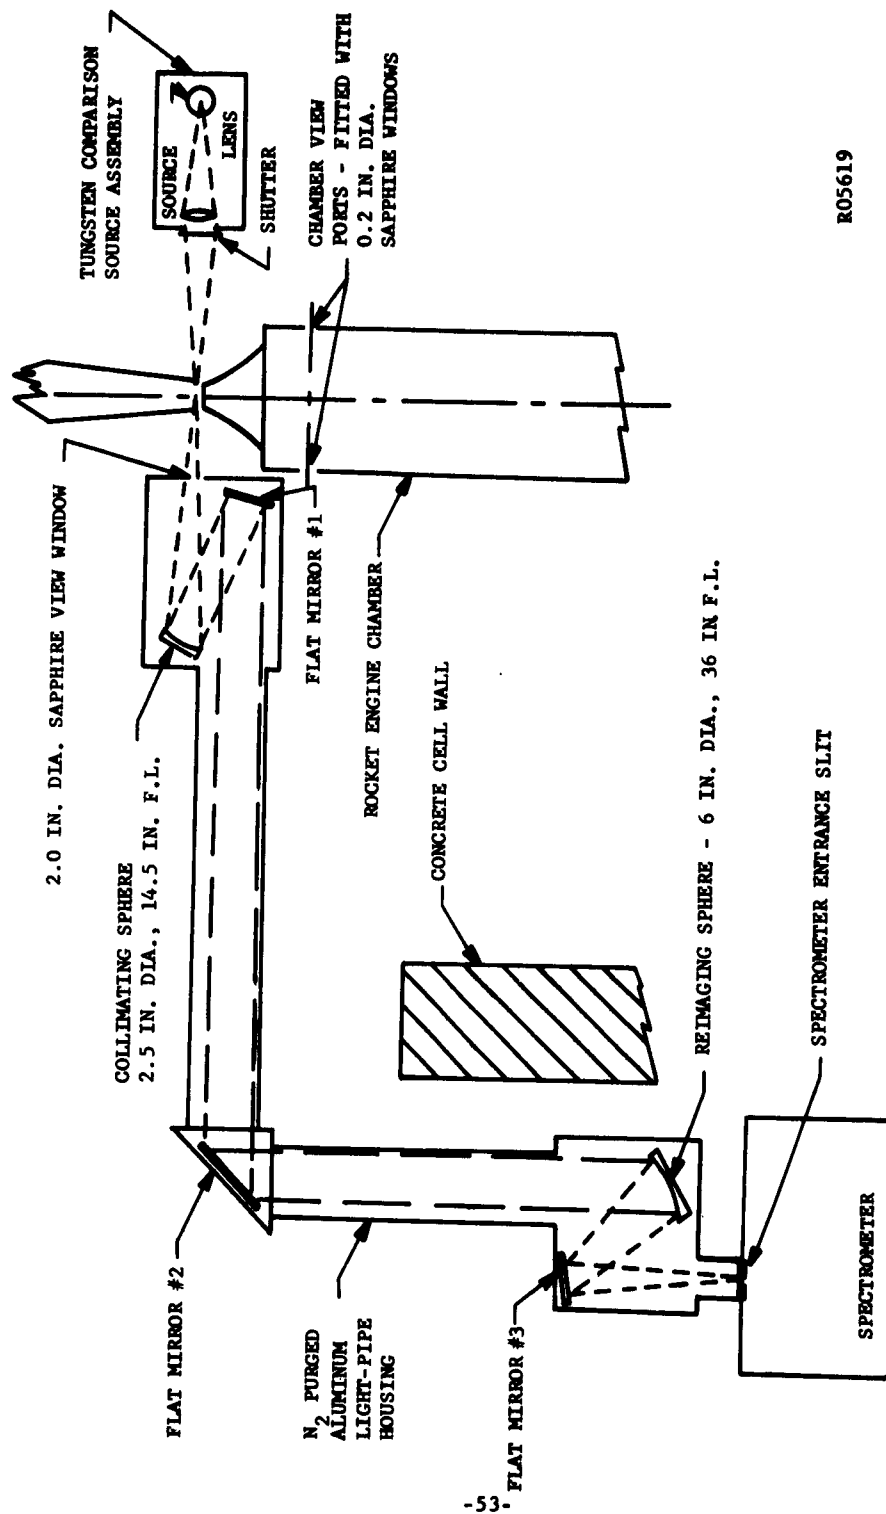 TUNGSTEN COMPARISON
SOURCE ASSEMBLY
SOURCE
LENS
SHUTTER
CHAMBER VIEW
PORTS - FITTED WITH
0.2 IN. DIA.
SAPPHIRE WINDOWS
R05619
2.0 IN. DIA. SAPPHIRE VIEW WINDOW
COLLIMATING SPHERE
2.5 IN. DIA., 14.5 IN. F.L.
FLAT MIRROR #1
ROCKET ENGINE CHAMBER
CONCRETE CELL WALL
REIMAGING SPHERE - 6 IN. DIA., 36 IN F.L.
SPECTROMETER ENTRANCE SLIT
FLAT MIRROR #2
N2 PURGED
ALUMINUM
LIGHT-PIPE
HOUSING
FLAT MIRROR #3
SPECTROMETER
-53-